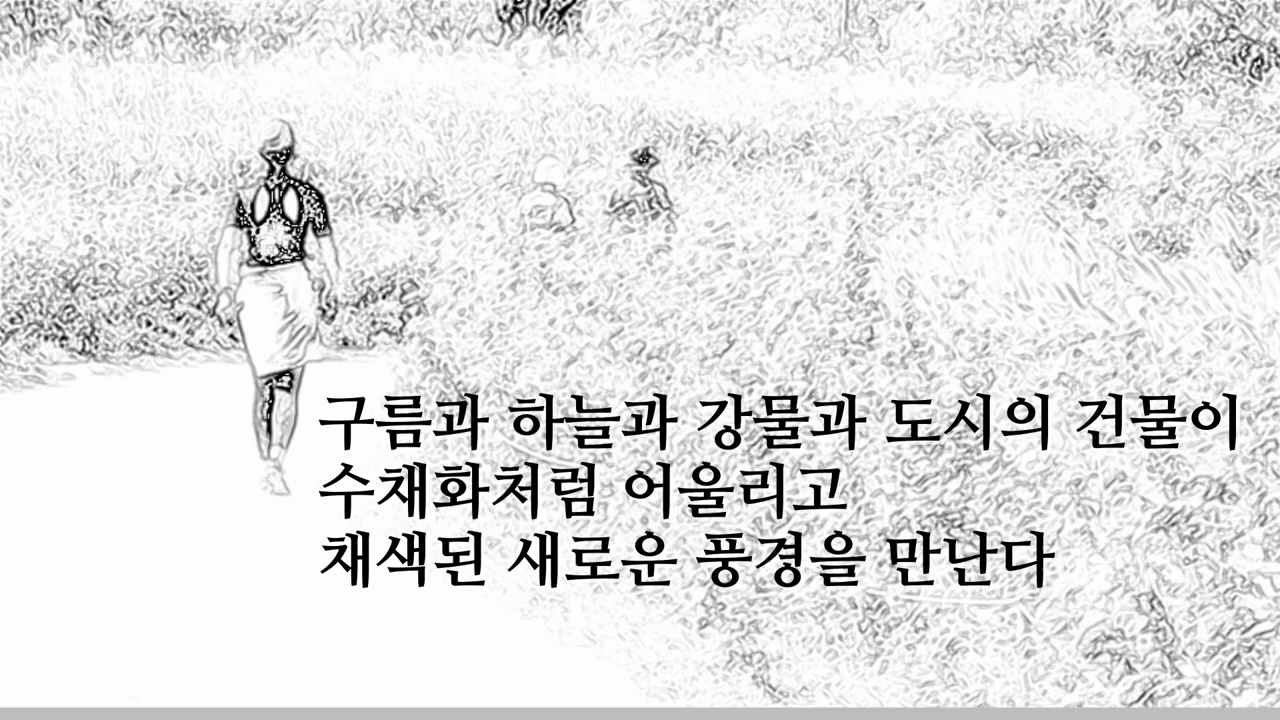 구름과 하늘과 강물과 도시의 건물이
수채화처럼 어울리고
채색된 새로운 풍경을 만난다